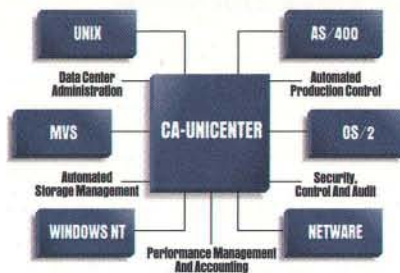 UNIX
AS/400
Data Center
Administration
Automated
Production Control
MVS
CA-UNICENTER
OS/2
Automated
Storage Management
Security,
Control And Audit
WINDOWS NT
Performance Management
And Accounting
NETWARE